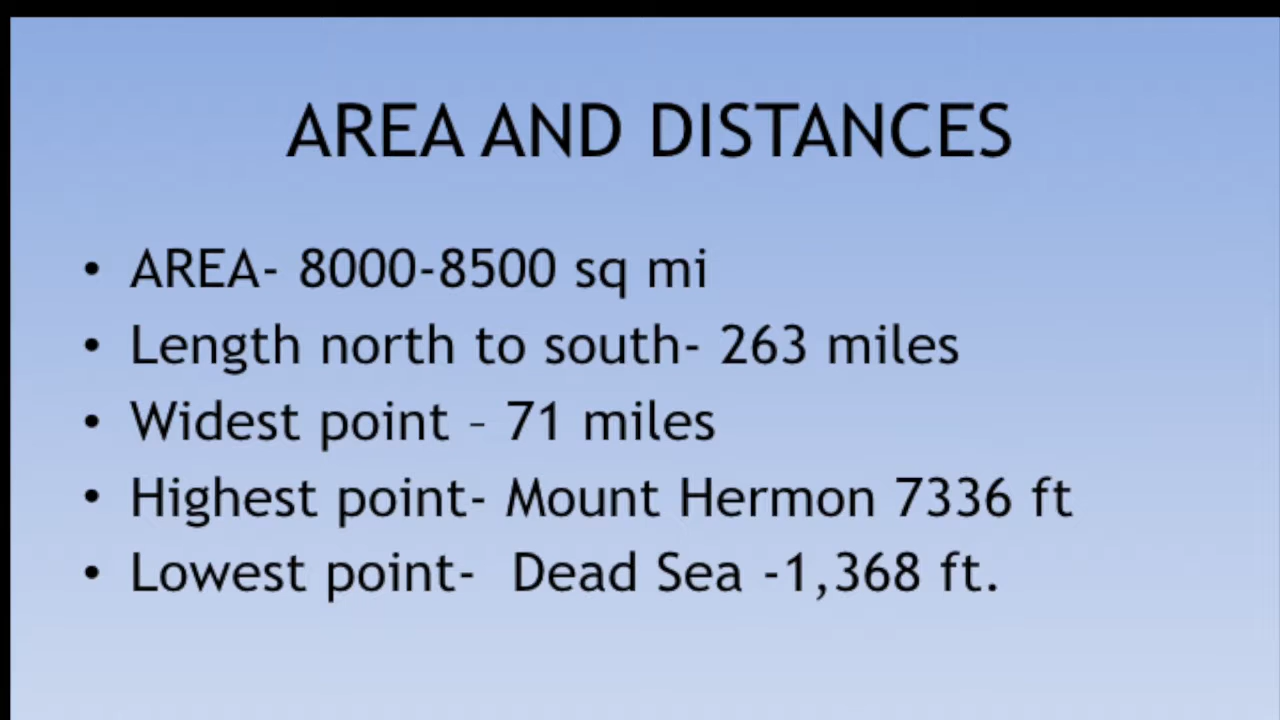 AREA AND DISTANCES
• AREA- 8000-8500 sq mi
• Length north to south- 263 miles
• Widest point – 71 miles
• Highest point- Mount Hermon 7336 ft
• Lowest point-  Dead Sea -1,368 ft.